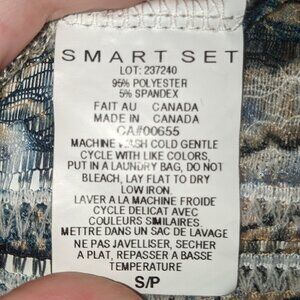 SMART SET
LOT: 237240
95% POLYESTER
5% SPANDEX
FAIT AU CANADA
MADE IN CANADA
CA#00655
MACHINE WASH COLD GENTLE
CYCLE WITH LIKE COLORS,
PUT IN A LAUNDRY BAG, DO NOT
BLEACH, LAY FLAT TO DRY
LOW IRON.
LAVER A LA MACHINE FROIDE
CYCLE DELICAT AVEC
COULEURS SIMILAIRES.
METTRE DANS UN SAC DE LAVAGE
NE PAS JAVELLISER, SECHER
A PLAT, REPASSER A BASSE
TEMPERATURE
S/P